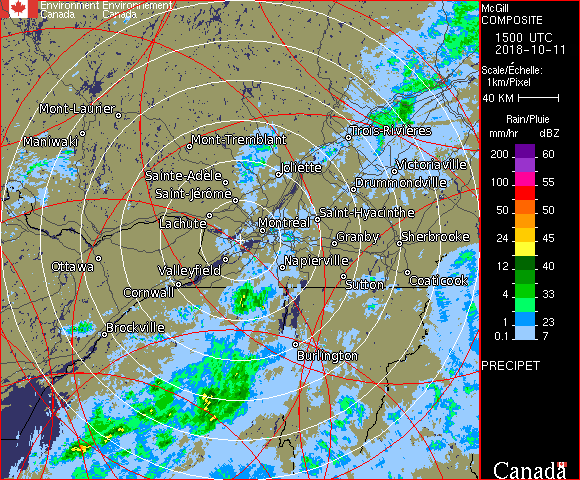 Environment Environnement
Canada Canada
McGill
COMPOSITE
1500 UTC
2018-10-11
Scale/Échelle:
1km/Pixel
40 KM
Rain/Pluie
mm/hr dBZ
200 60
100 55
50 50
24 45
12 40
4 33
1 23
0.1 7
PRECIPET
Canada
Mont-Laurier
Maniwaki
Mont-Tremblant
Trois-Rivières
Joliette
Victoriaville
Sainte-Adèle
Drummondville
Saint-Jérôme
Saint-Hyacinthe
Lachute
Montréal
Granby
Sherbrooke
Ottawa
Valleyfield
Napierville
Coaticook
Cornwall
Sutton
Brockville
Burlington